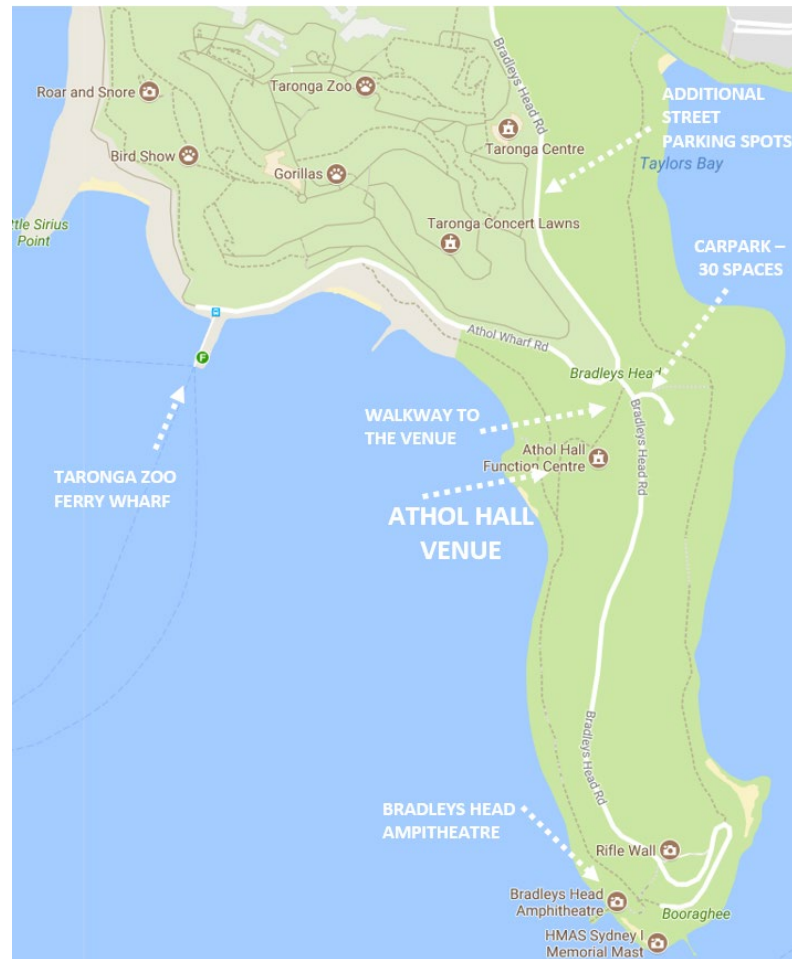 Bradleys Head Rd
Roar and Snore
Taronga Zoo
ADDITIONAL
STREET
PARKING SPOTS
Taronga Centre
Bird Show
Taylors Bay
Gorillas
ttle Sirius
Point
Taronga Concert Lawns
CARPARK –
30 SPACES
Athol Wharf Rd
F
Bradleys Head
WALKWAY TO
THE VENUE
Bradleys Head Rd
Athol Hall
Function Centre
TARONGA ZOO
FERRY WHARF
ATHOL HALL
VENUE
Bradleys Head Rd
BRADLEYS HEAD
AMPITHEATRE
Rifle Wall
Bradleys Head
Amphitheatre
Booraghee
HMAS Sydney I
Memorial Mast